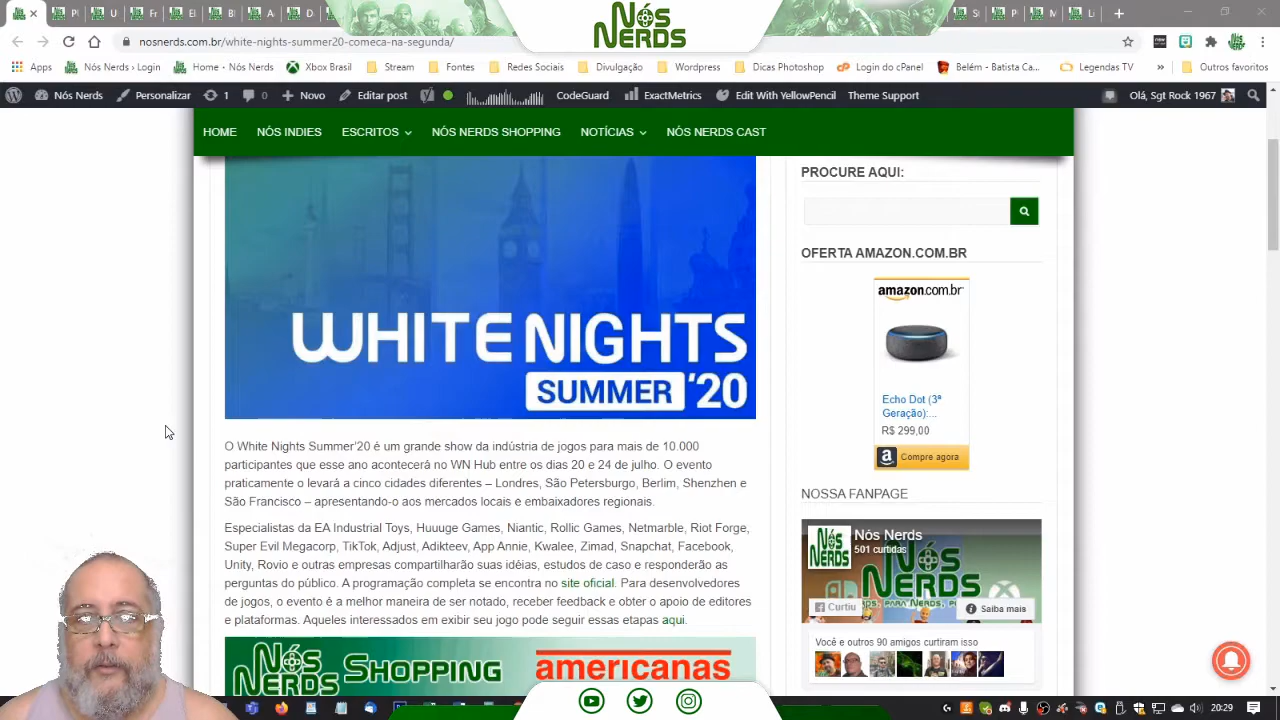 Nós
NERDS
nosnerds.com.br/white-nights-summer20-comeca-na-segunda/
Apps
Nós Nerds › Login
Home - Nós Nerds
Xbox Brasil
Stream
Fontes
Redes Sociais
Divulgação
Wordpress
Dicas Photoshop
Login do cPanel
Belém - Batista Ca...
Legendas TV
»
Outros favoritos
Nós Nerds
Personalizar
1
0
Novo
Editar post
CodeGuard
ExactMetrics
Edit With YellowPencil
Theme Support
Olá, Sgt Rock 1967
HOME
NÓS INDIES
ESCRITOS
NÓS NERDS SHOPPING
NOTÍCIAS
NÓS NERDS CAST
WHITE NIGHTS
SUMMER '20
O White Nights Summer'20 é um grande show da indústria de jogos para mais de 10.000
participantes que esse ano acontecerá no WN Hub entre os dias 20 e 24 de julho. O evento
praticamente o levará a cinco cidades diferentes – Londres, São Petersburgo, Berlim, Shenzhen e
São Francisco – apresentando-o aos mercados locais e embaixadores regionais.
Especialistas da EA Industrial Toys, Huuuge Games, Niantic, Rollic Games, Netmarble, Riot Forge,
Super Evil Megacorp, TikTok, Adjust, Adikteev, App Annie, Kwalee, Zimad, Snapchat, Facebook,
Unity, Rovio e outras empresas compartilharão suas idéias, estudos de caso e responderão as
perguntas do público. A programação completa se encontra no site oficial. Para desenvolvedores
de jogos, o evento é a melhor maneira de ser notado, receber feedback e obter o apoio de editores
e plataformas. Aqueles interessados em exibir seu jogo pode seguir essas etapas aqui.
Nós
NERDS SHOPPING
americanas
PROCURE AQUI:
OFERTA AMAZON.COM.BR
amazon.com.br
Echo Dot (3ª
Geração):...
R$ 299,00
Compre agora
NOSSA FANPAGE
Nós Nerds
501 curtidas
Nós
NERDS
Curtiu
Saiba mais
Você e outros 90 amigos curtiram isso
20:29